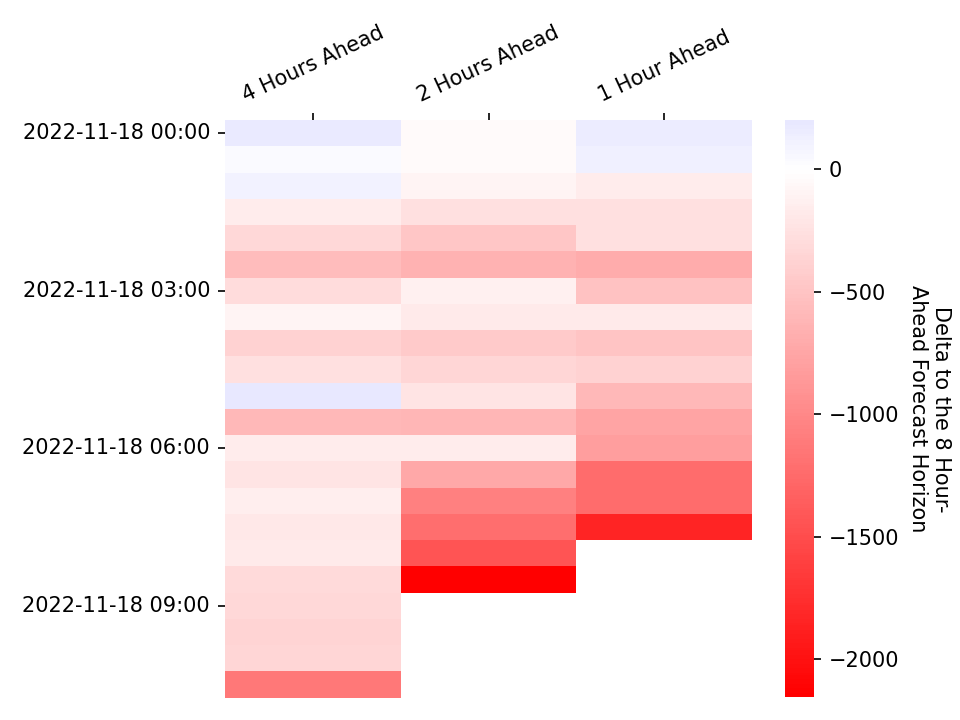 4 Hours Ahead
2 Hours Ahead
1 Hour Ahead
2022-11-18 00:00
2022-11-18 03:00
2022-11-18 06:00
2022-11-18 09:00
0
−500
−1000
−1500
−2000
Delta to the 8 Hour-
Ahead Forecast Horizon